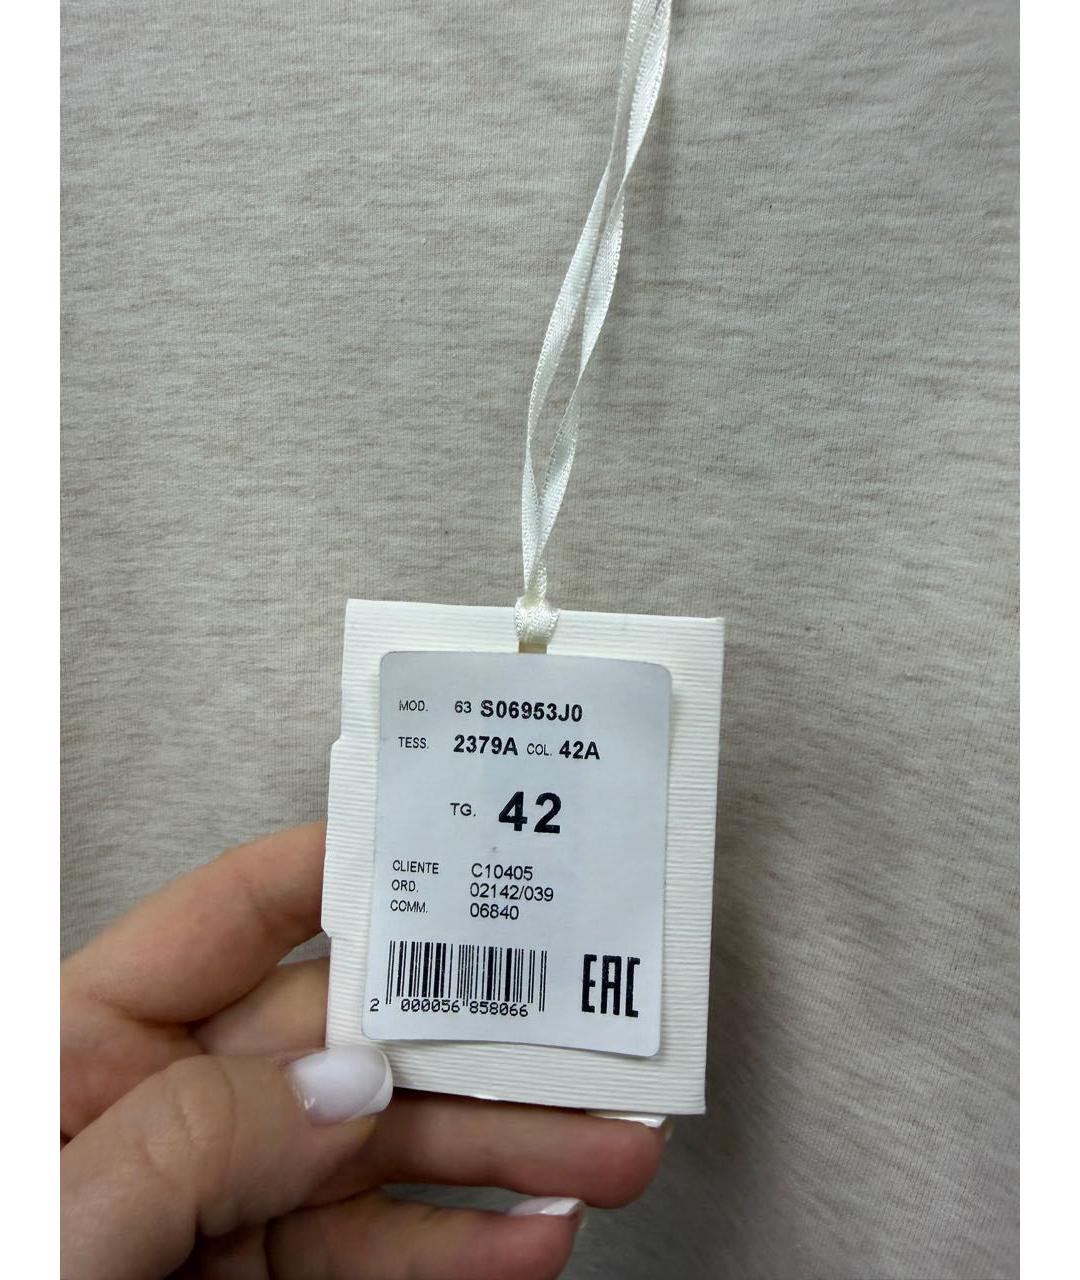 MOD. 63 S06953J0
TESS. 2379A COL. 42A
TG. 42
CLIENTE C10405
ORD. 02142/039
COMM. 06840
2 000056 858066
EAC